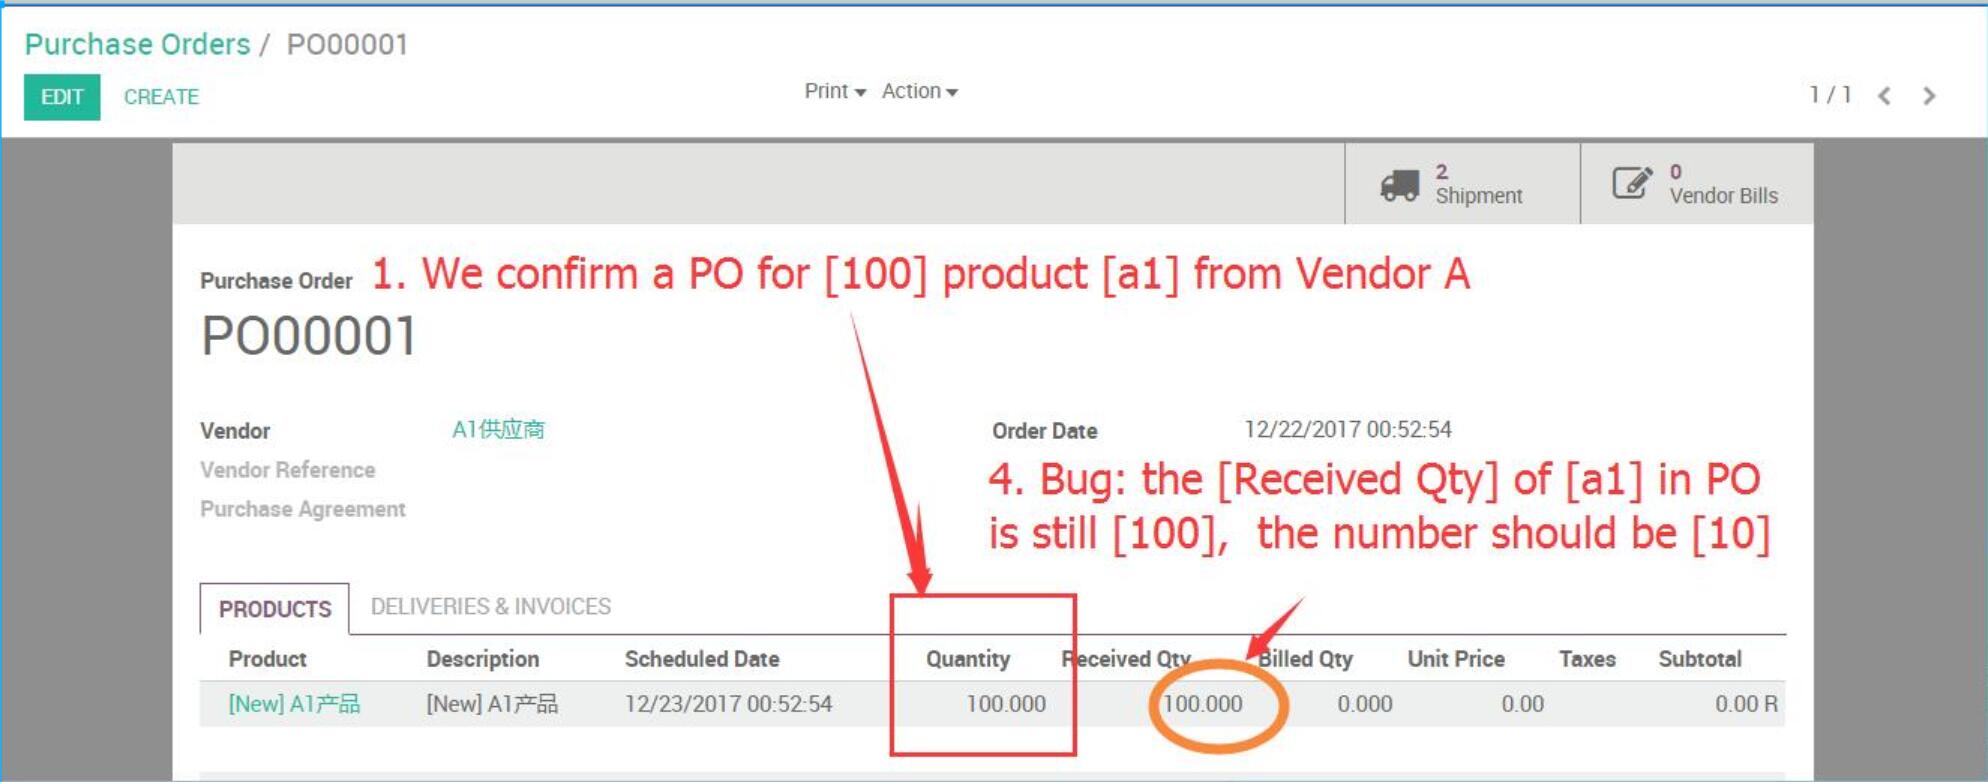 Purchase Orders / PO00001
EDIT CREATE Print Action 1 / 1
2
Shipment
0
Vendor Bills
Purchase Order 1. We confirm a PO for [100] product [a1] from Vendor A
PO00001
Vendor A1供应商 Order Date 12/22/2017 00:52:54
Vendor Reference
Purchase Agreement
4. Bug: the [Received Qty] of [a1] in PO
is still [100], the number should be [10]
PRODUCTS DELIVERIES & INVOICES
Product Description Scheduled Date Quantity Received Qty Billed Qty Unit Price Taxes Subtotal
[New] A1产品 [New] A1产品 12/23/2017 00:52:54 100.000 100.000 0.000 0.00 0.00 R